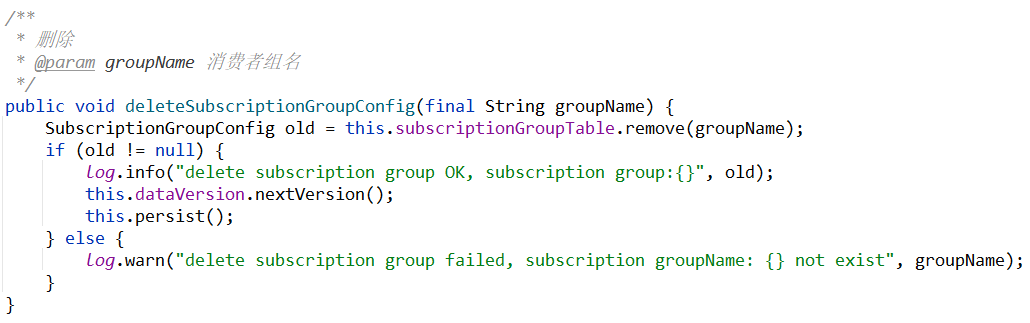 /**
 * 删除
 * @param groupName 消费者组名
 */
public void deleteSubscriptionGroupConfig(final String groupName) {
    SubscriptionGroupConfig old = this.subscriptionGroupTable.remove(groupName);
    if (old != null) {
        log.info("delete subscription group OK, subscription group:{}", old);
        this.dataVersion.nextVersion();
        this.persist();
    } else {
        log.warn("delete subscription group failed, subscription groupName: {} not exist", groupName);
    }
}